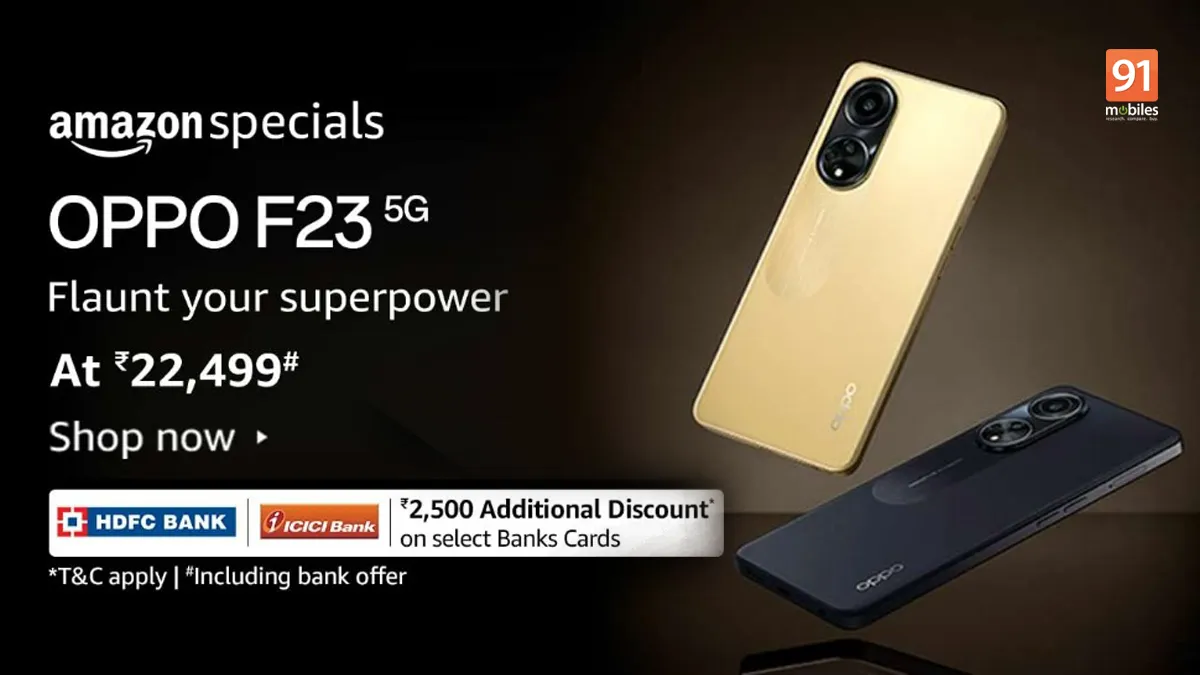 amazon specials
OPPO F23 5G
Flaunt your superpower
At ₹22,499#
Shop now ▸
HDFC BANK
ICICI Bank
₹2,500 Additional Discount*
on select Banks Cards
*T&C apply | #Including bank offer
91
mobiles
research. compare. buy.
oppo
oppo